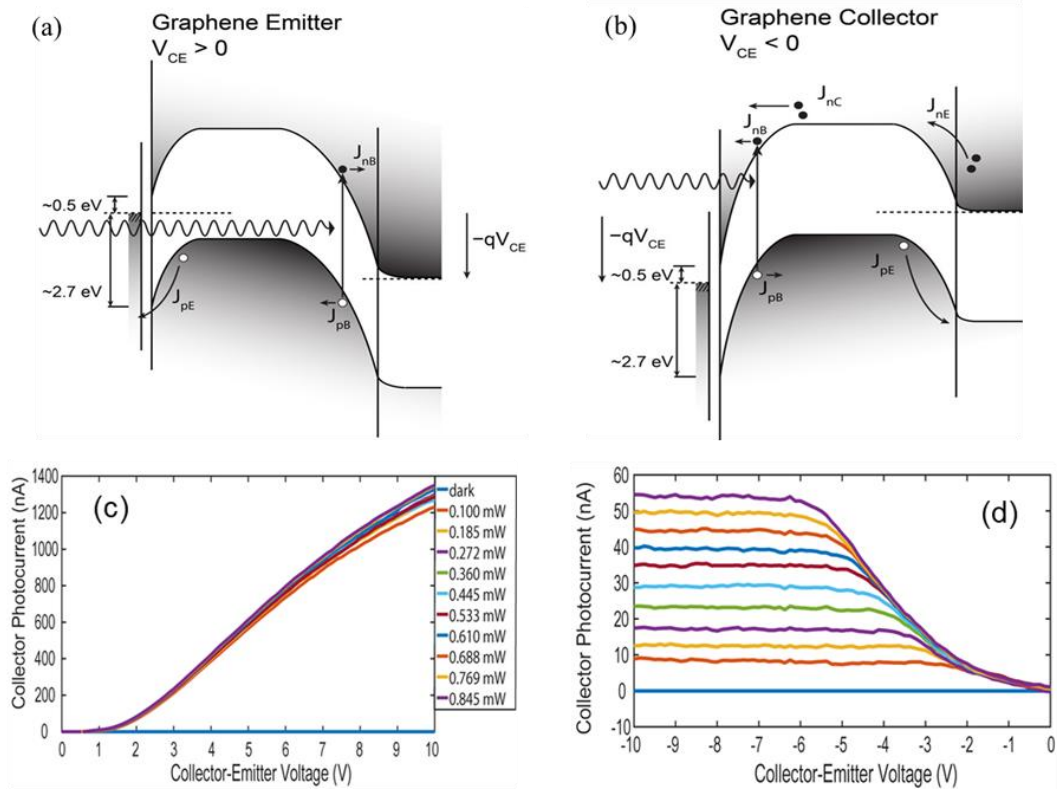 (a)
Graphene Emitter
V_CE > 0
~0.5 eV
~2.7 eV
J_nB
J_pE
J_pB
−qV_CE
(b)
Graphene Collector
V_CE < 0
J_nC
J_nB
J_nE
−qV_CE
~0.5 eV
~2.7 eV
J_pB
J_pE
(c)
Collector Photocurrent (nA)
1400
1200
1000
800
600
400
200
0
0 1 2 3 4 5 6 7 8 9 10
Collector-Emitter Voltage (V)
dark
0.100 mW
0.185 mW
0.272 mW
0.360 mW
0.445 mW
0.533 mW
0.610 mW
0.688 mW
0.769 mW
0.845 mW
(d)
Collector Photocurrent (nA)
60
50
40
30
20
10
0
-10
-10 -9 -8 -7 -6 -5 -4 -3 -2 -1 0
Collector-Emitter Voltage (V)